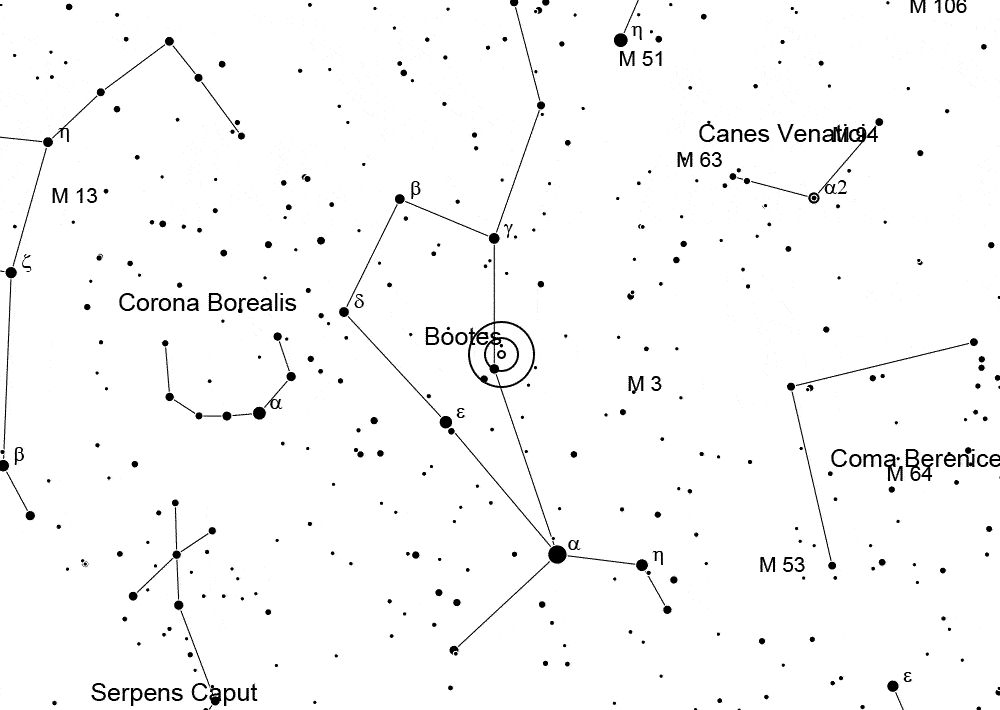 M 106
η
M 51
η
Canes Venatici
M 94
M 63
β
α2
M 13
γ
ζ
Corona Borealis
δ
Bootes
M 3
α
ε
β
Coma Berenice
M 64
α
η
M 53
ε
Serpens Caput